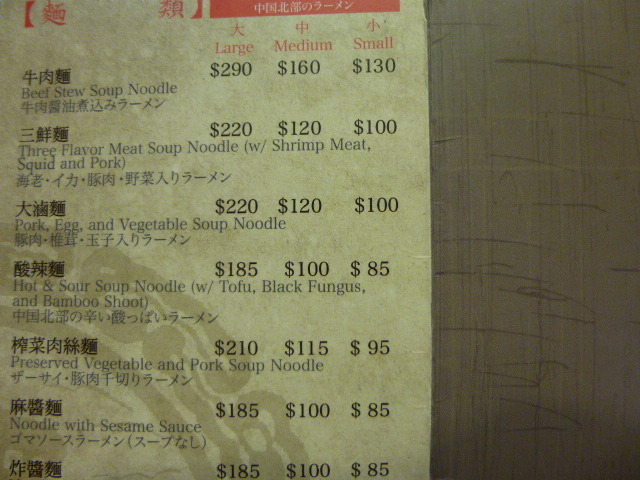 【麵 類
中国北部のラーメン
大 中 小
Large Medium Small
牛肉麵 $290 $160 $130
Beef Stew Soup Noodle
牛肉醤油煮込みラーメン
三鮮麵 $220 $120 $100
Three Flavor Meat Soup Noodle (w/ Shrimp Meat,
Squid and Pork)
海老・イカ・豚肉・野菜入りラーメン
大滷麵 $220 $120 $100
Pork, Egg, and Vegetable Soup Noodle
豚肉・椎茸・玉子入りラーメン
酸辣麵 $185 $100 $ 85
Hot & Sour Soup Noodle (w/ Tofu, Black Fungus,
and Bamboo Shoot)
中国北部の辛い酸っぱいラーメン
榨菜肉絲麵 $210 $115 $ 95
Preserved Vegetable and Pork Soup Noodle
ザーサイ・豚肉千切りラーメン
麻醬麵 $185 $100 $ 85
Noodle with Sesame Sauce
ゴマソースラーメン(スープなし)
炸醬麵 $185 $100 $ 85